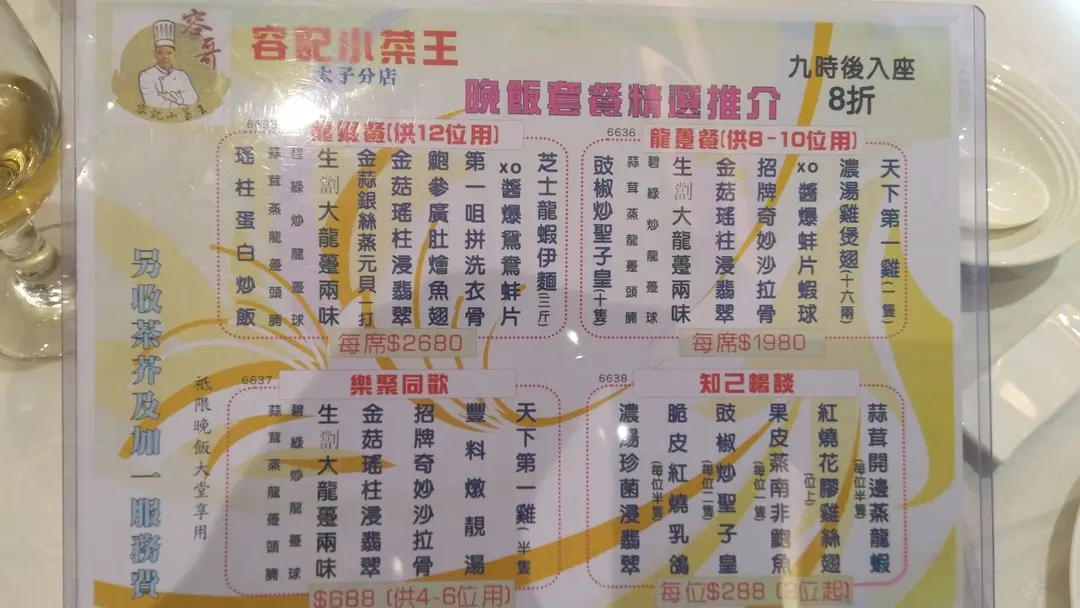 容哥
容記小菜王
容記小菜王
太子分店
晚飯套餐精選推介
九時後入座
8折
6635
龍緞餐(供12位用)
芝士龍蝦伊麵(三斤)
xo醬爆鴛鴦蚌片
第一咀拼洗衣骨
鮑參廣肚燴魚翅
金菇瑤柱浸翡翠
金蒜銀絲蒸元貝一打
生劏大龍躉兩味
碧綠炒龍躉球
蒜茸蒸龍躉頭腩
瑤柱蛋白炒飯
每席$2680
6636
龍躉餐(供8-10位用)
天下第一雞(一隻)
濃湯雞煲翅(十六兩)
xo醬爆蚌片蝦球
招牌奇妙沙拉骨
金菇瑤柱浸翡翠
生劏大龍躉兩味
碧綠炒龍躉球
蒜茸蒸龍躉頭腩
豉椒炒聖子皇(十隻)
每席$1980
6637
樂聚同歡
天下第一雞(半隻)
豐料燉靚湯
招牌奇妙沙拉骨
金菇瑤柱浸翡翠
生劏大龍躉兩味
碧綠炒龍躉球
蒜茸蒸龍躉頭腩
$688 (供4-6位用)
6638
知己暢談
蒜茸開邊蒸龍蝦(每位半隻)
紅燒花膠雞絲翅(位上)
果皮蒸南非鮑魚(每位一隻)
豉椒炒聖子皇(每位二隻)
脆皮紅燒乳鴿(每位半隻)
濃湯珍菌浸翡翠
每位$288 (2位起)
另收茶芥及加一服務費
祇限晚飯大堂享用